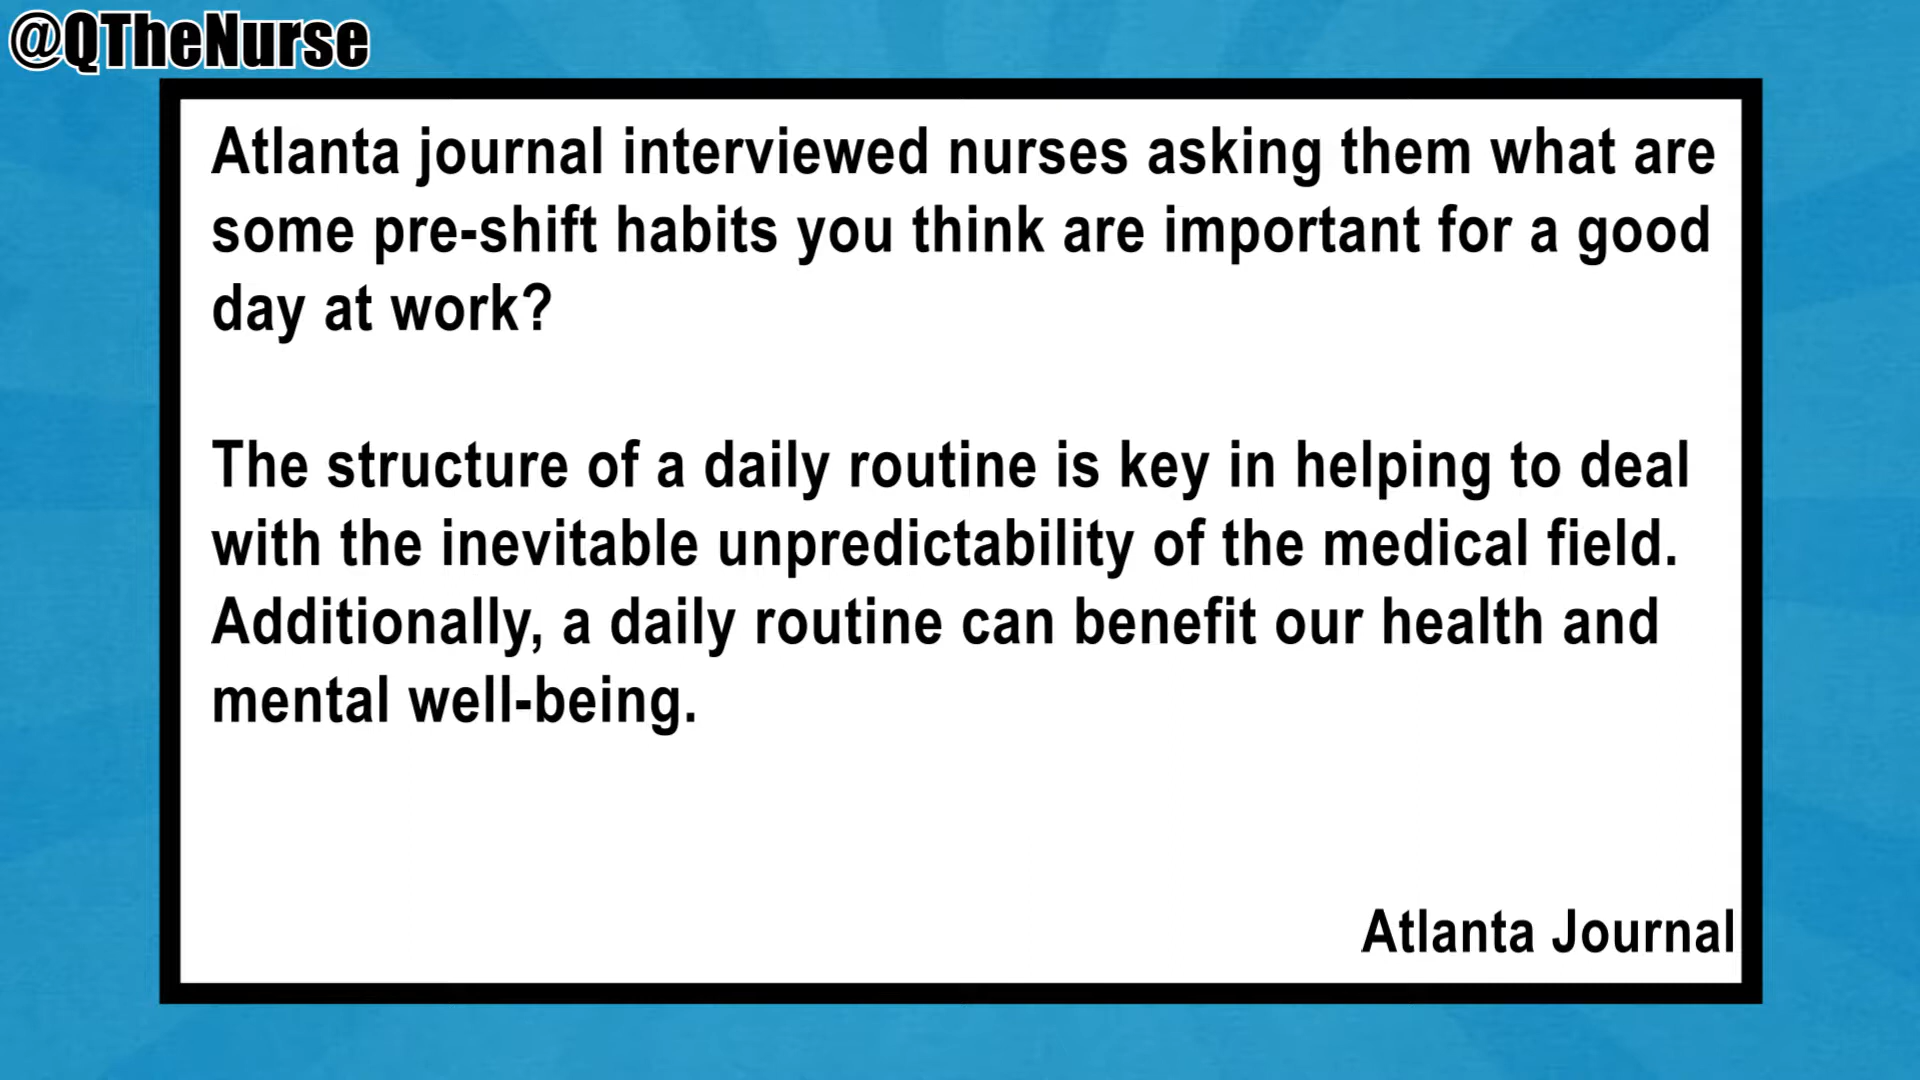 @QTheNurse
Atlanta journal interviewed nurses asking them what are
some pre-shift habits you think are important for a good
day at work?
The structure of a daily routine is key in helping to deal
with the inevitable unpredictability of the medical field.
Additionally, a daily routine can benefit our health and
mental well-being.
Atlanta Journal